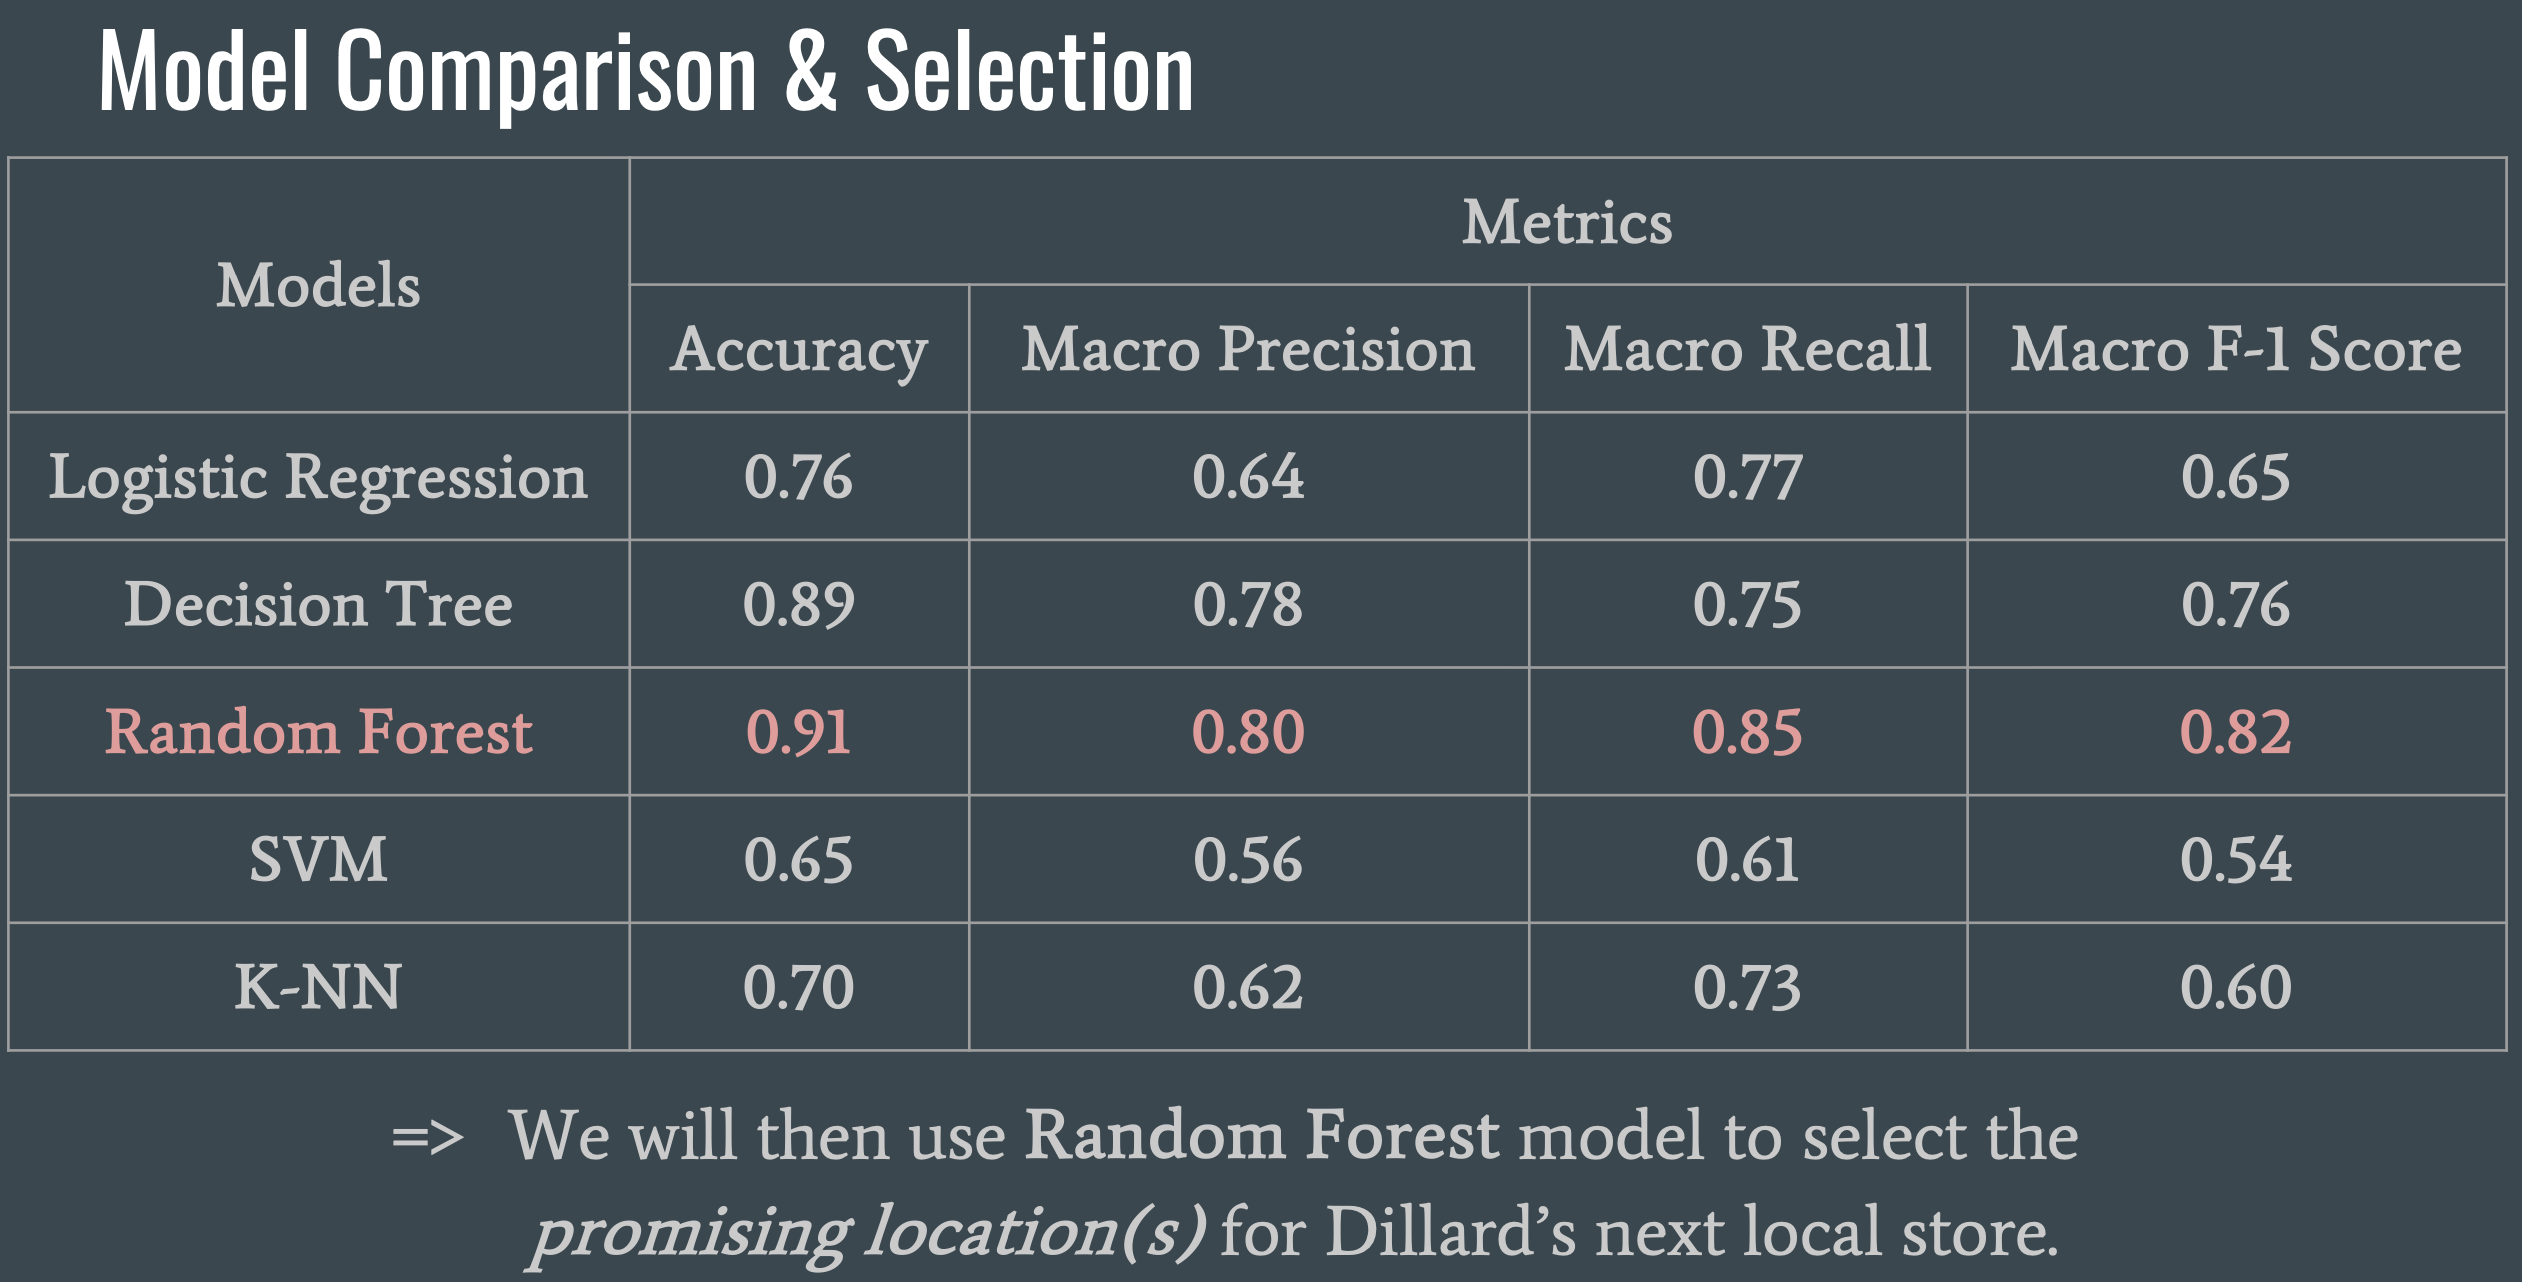 Model Comparison & Selection
Models
Metrics
Accuracy Macro Precision Macro Recall Macro F-1 Score
Logistic Regression 0.76 0.64 0.77 0.65
Decision Tree 0.89 0.78 0.75 0.76
Random Forest 0.91 0.80 0.85 0.82
SVM 0.65 0.56 0.61 0.54
K-NN 0.70 0.62 0.73 0.60
=> We will then use Random Forest model to select the
promising location(s) for Dillard’s next local store.